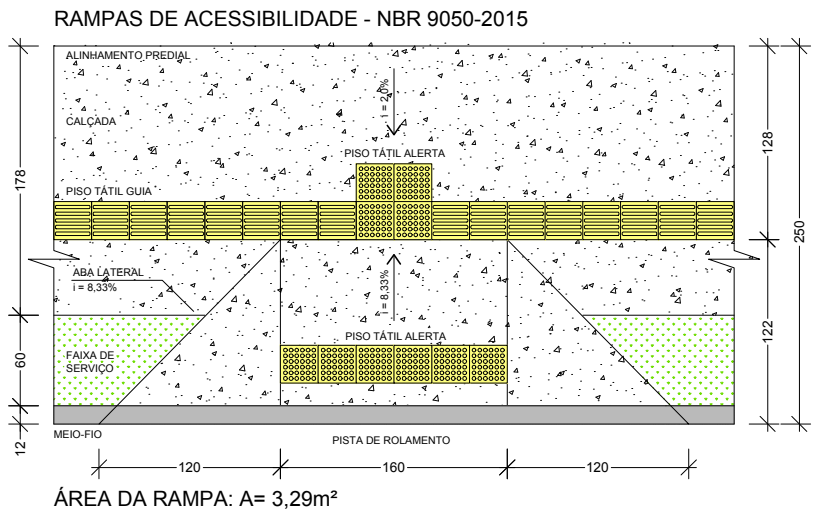 RAMPAS DE ACESSIBILIDADE - NBR 9050-2015
ALINHAMENTO PREDIAL
CALÇADA
i = 2,0%
PISO TÁTIL ALERTA
PISO TÁTIL GUIA
ABA LATERAL
i = 8,33%
i = 8,33%
PISO TÁTIL ALERTA
FAIXA DE
SERVIÇO
MEIO-FIO
PISTA DE ROLAMENTO
178
60
12
128
122
250
120
160
120
ÁREA DA RAMPA: A= 3,29m²